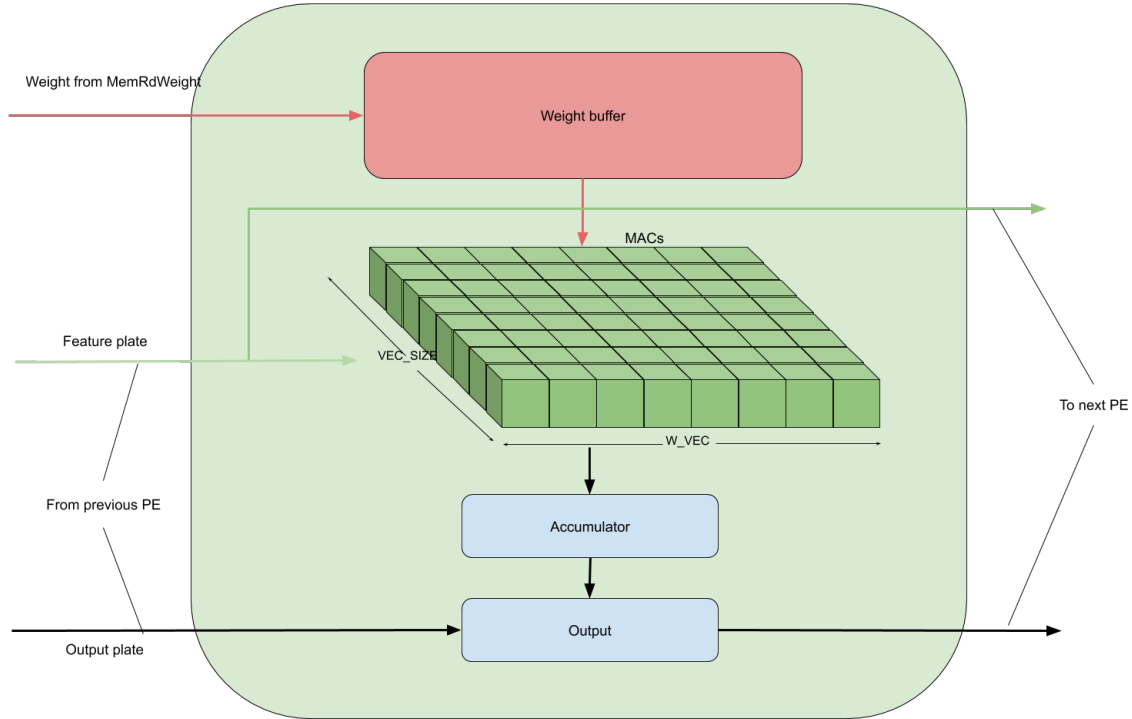 Weight from MemRdWeight
Weight buffer
MACs
Feature plate
VEC_SIZE
To next PE
W_VEC
From previous PE
Accumulator
Output
Output plate